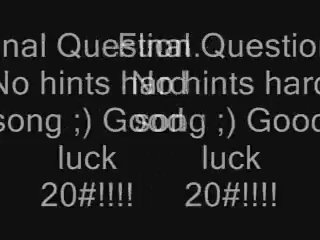 nal Question. Final Question
No hints hard No hints hard
song ;) Good song ;) Good
luck luck
20#!!!! 20#!!!!